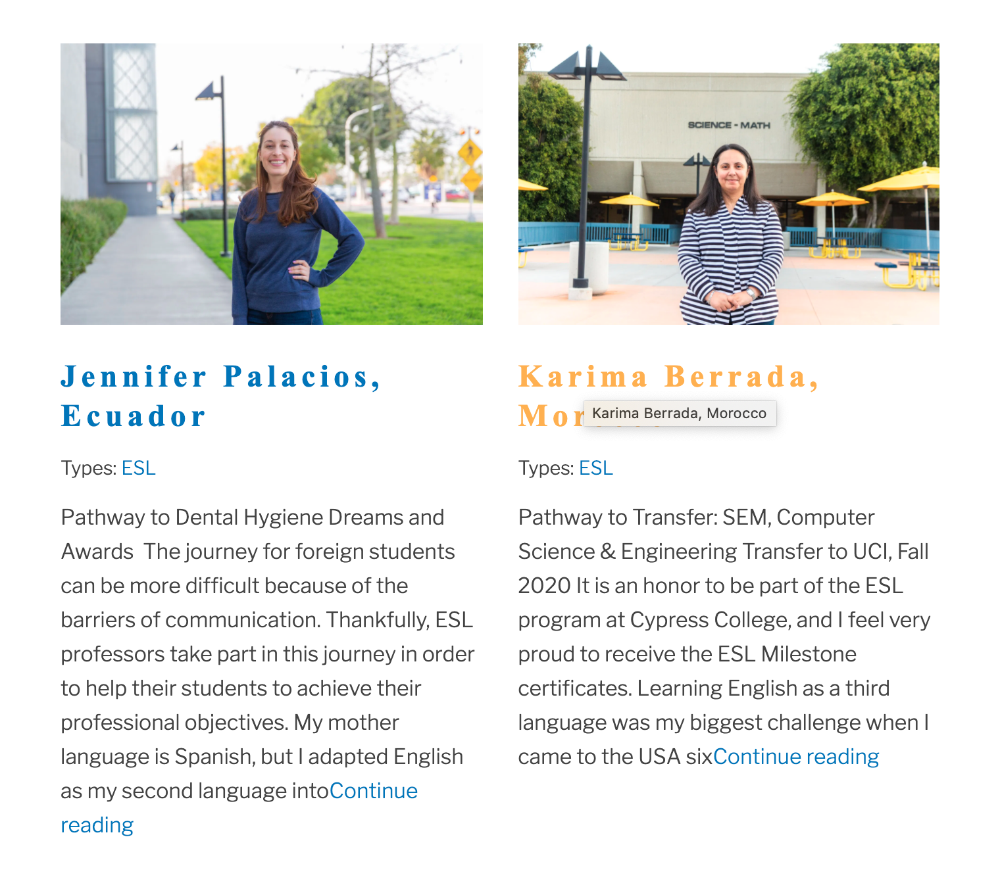 SCIENCE - MATH
Jennifer Palacios,
Ecuador
Types: ESL
Pathway to Dental Hygiene Dreams and
Awards  The journey for foreign students
can be more difficult because of the
barriers of communication. Thankfully, ESL
professors take part in this journey in order
to help their students to achieve their
professional objectives. My mother
language is Spanish, but I adapted English
as my second language intoContinue
reading
Karima Berrada,
Karima Berrada, Morocco
Types: ESL
Pathway to Transfer: SEM, Computer
Science & Engineering Transfer to UCI, Fall
2020 It is an honor to be part of the ESL
program at Cypress College, and I feel very
proud to receive the ESL Milestone
certificates. Learning English as a third
language was my biggest challenge when I
came to the USA sixContinue reading